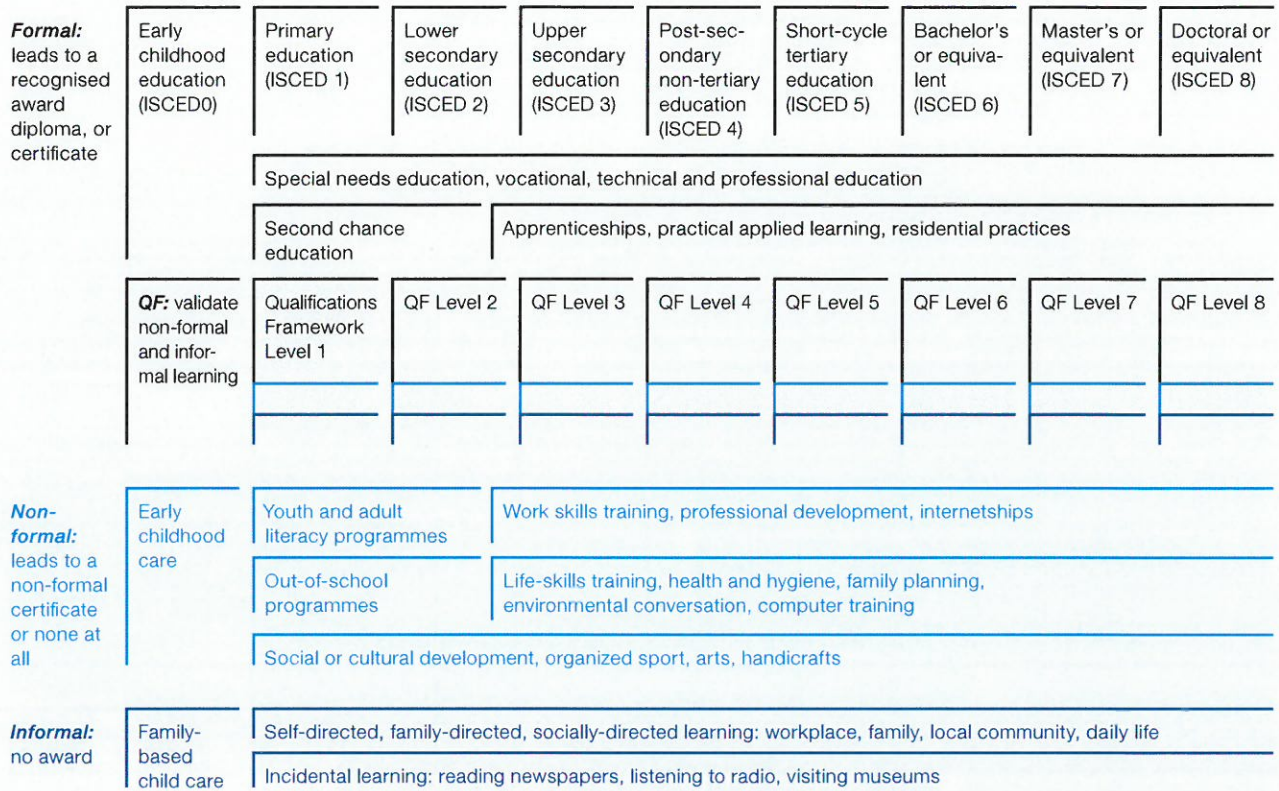 Formal:
leads to a
recognised
award
diploma, or
certificate
Early
childhood
education
(ISCED0)
Primary
education
(ISCED 1)
Lower
secondary
education
(ISCED 2)
Upper
secondary
education
(ISCED 3)
Post-sec-
ondary
non-tertiary
education
(ISCED 4)
Short-cycle
tertiary
education
(ISCED 5)
Bachelor's
or equiva-
lent
(ISCED 6)
Master's or
equivalent
(ISCED 7)
Doctoral or
equivalent
(ISCED 8)
Special needs education, vocational, technical and professional education
Second chance
education
Apprenticeships, practical applied learning, residential practices
QF: validate
non-formal
and infor-
mal learning
Qualifications
Framework
Level 1
QF Level 2
QF Level 3
QF Level 4
QF Level 5
QF Level 6
QF Level 7
QF Level 8
Non-
formal:
leads to a
non-formal
certificate
or none at
all
Early
childhood
care
Youth and adult
literacy programmes
Work skills training, professional development, internetships
Out-of-school
programmes
Life-skills training, health and hygiene, family planning,
environmental conversation, computer training
Social or cultural development, organized sport, arts, handicrafts
Informal:
no award
Family-
based
child care
Self-directed, family-directed, socially-directed learning: workplace, family, local community, daily life
Incidental learning: reading newspapers, listening to radio, visiting museums